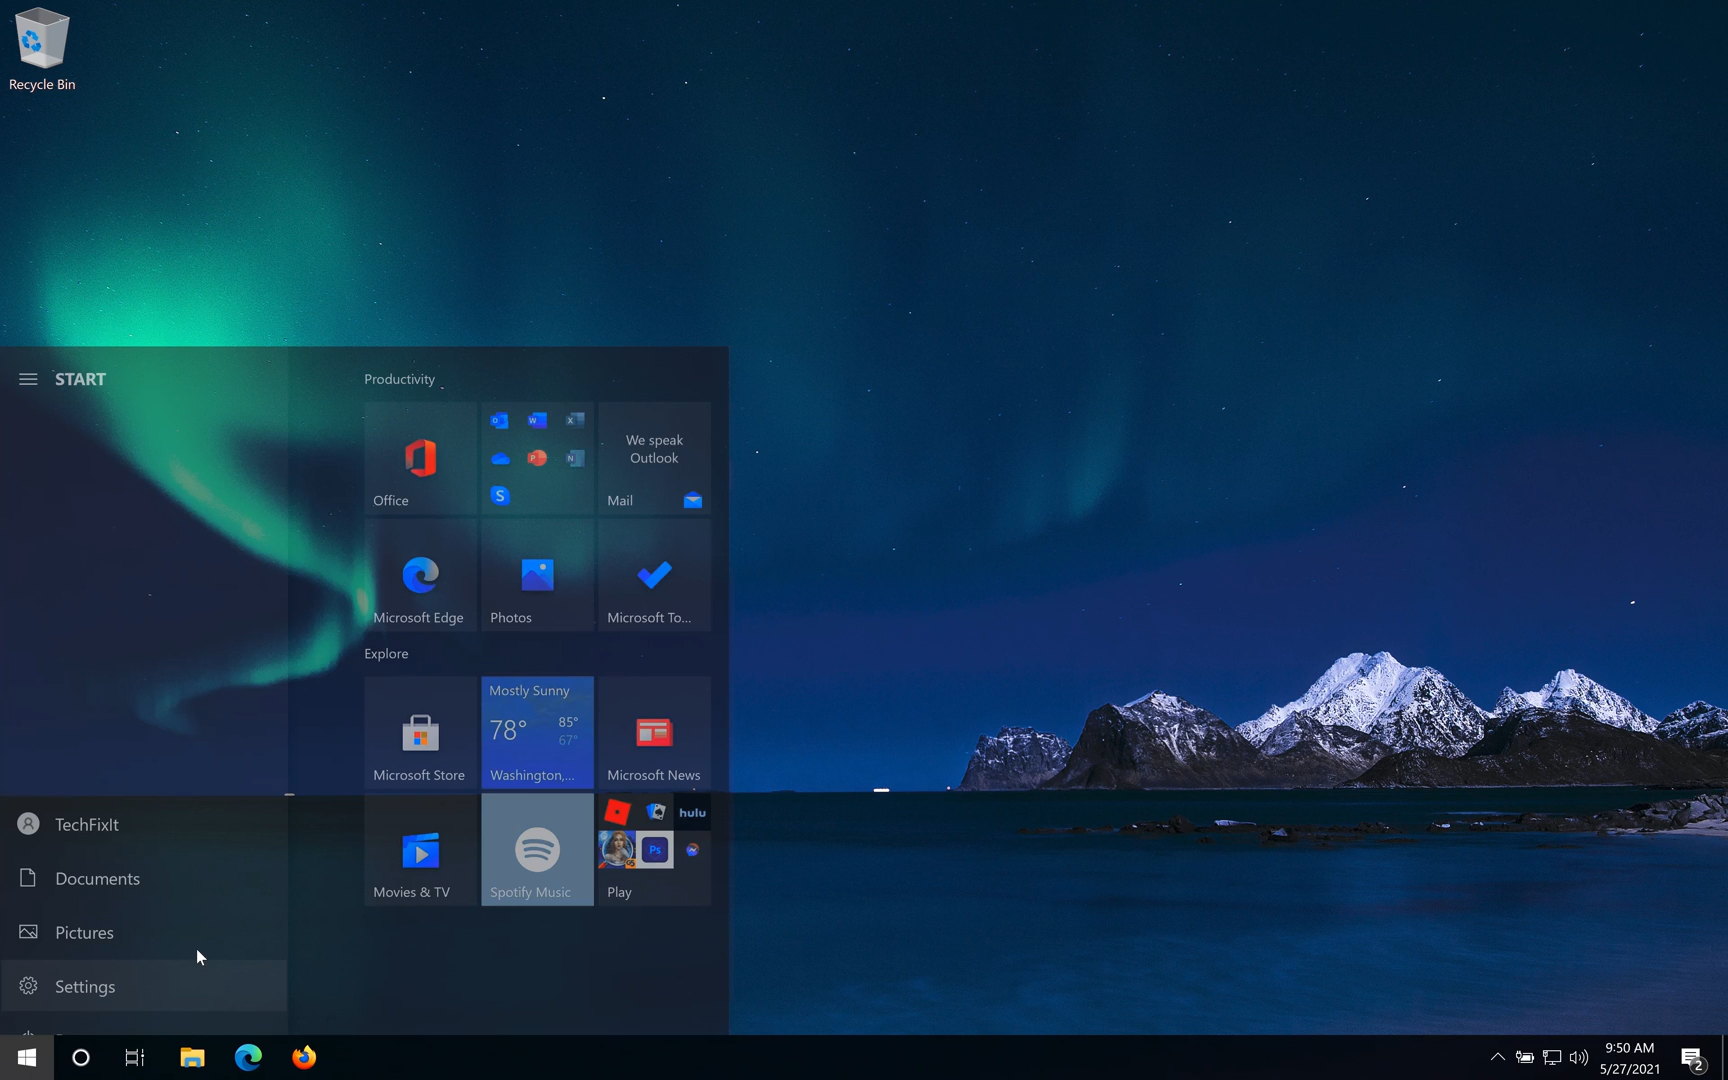 Recycle Bin
START
Productivity
Office
We speak
Outlook
Mail
Microsoft Edge
Photos
Microsoft To...
Explore
Microsoft Store
Mostly Sunny
78°
85°
67°
Washington,...
Microsoft News
Movies & TV
Spotify Music
hulu
Ps
Play
TechFixIt
Documents
Pictures
Settings
9:50 AM
5/27/2021
2